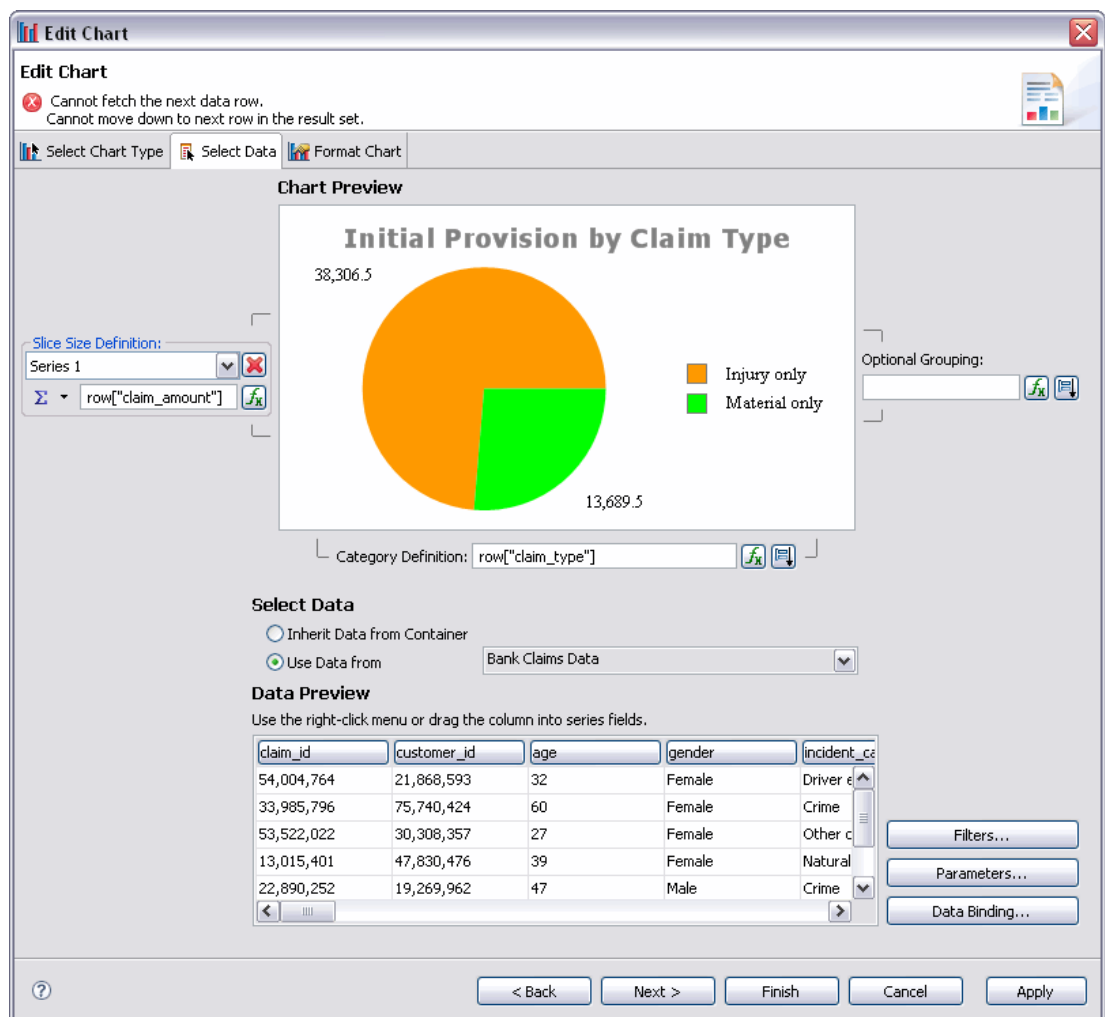 Edit Chart
Edit Chart
Cannot fetch the next data row.
Cannot move down to next row in the result set.
Select Chart Type Select Data Format Chart
Chart Preview
Initial Provision by Claim Type
38,306.5
Slice Size Definition:
Series 1
Σ row["claim_amount"] fx
Injury only
Material only
Optional Grouping:
fx
13,689.5
Category Definition: row["claim_type"] fx
Select Data
Inherit Data from Container
Use Data from Bank Claims Data
Data Preview
Use the right-click menu or drag the column into series fields.
claim_id customer_id age gender incident_ca
54,004,764 21,868,593 32 Female Driver e
33,985,796 75,740,424 60 Female Crime
53,522,022 30,308,357 27 Female Other c
13,015,401 47,830,476 39 Female Natural
22,890,252 19,269,962 47 Male Crime
Filters...
Parameters...
Data Binding...
? < Back Next > Finish Cancel Apply